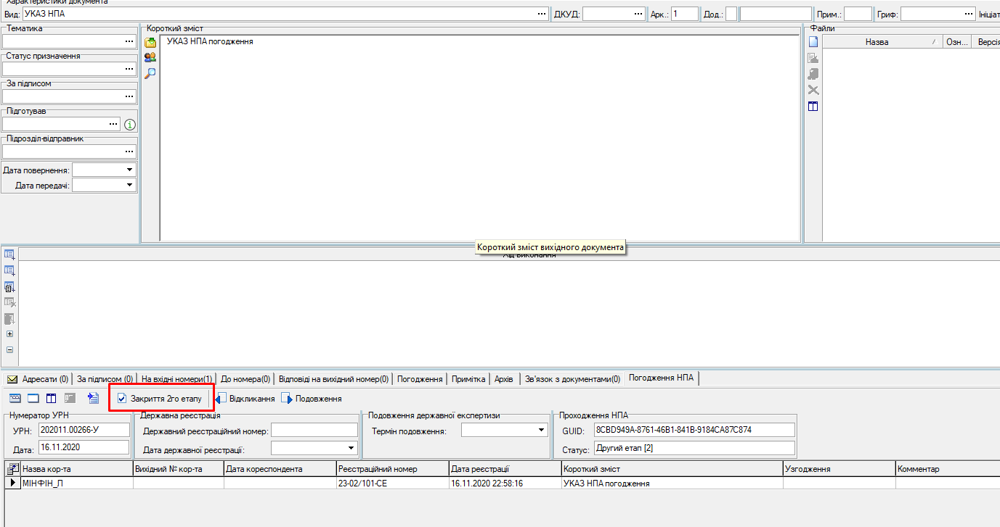 Характеристики документа
Вид: УКАЗ НПА ... ДКУД: ... Арк.: 1 Дод.: Прим.: Гриф: ... Ініціат
Тематика
...
Статус призначення
...
За підписом
...
Підготував
...
Підрозділ-відправник
...
Дата повернення:
Дата передачі:
Короткий зміст
УКАЗ НПА погодження
Файли
Назва Озн... Версія
Короткий зміст вихідного документа
Хід виконання
Адресати (0) За підписом (0) На вхідні номери(1) До номера(0) Відповіді на вихідний номер(0) Погодження Примітка Архів Зв'язок з документами(0) Погодження НПА
Закриття 2го етапу Відкликання Подовження
Нумератор УРН
УРН: 202011.00266-У
Дата: 16.11.2020
Державна реєстрація
Державний реєстраційний номер:
Дата державної реєстрації:
Подовження державної експертизи
Термін подовження:
Проходження НПА
GUID: 8CBD949A-8761-46B1-841B-9184CA87C874
Статус: Другий етап [2]
Назва кор-та Вихідний № кор-та Дата кореспондента Реєстраційний номер Дата реєстрації Короткий зміст Узгодження Комментар
МІНФІН_Л 23-02/101-СЕ 16.11.2020 22:58:16 УКАЗ НПА погодження